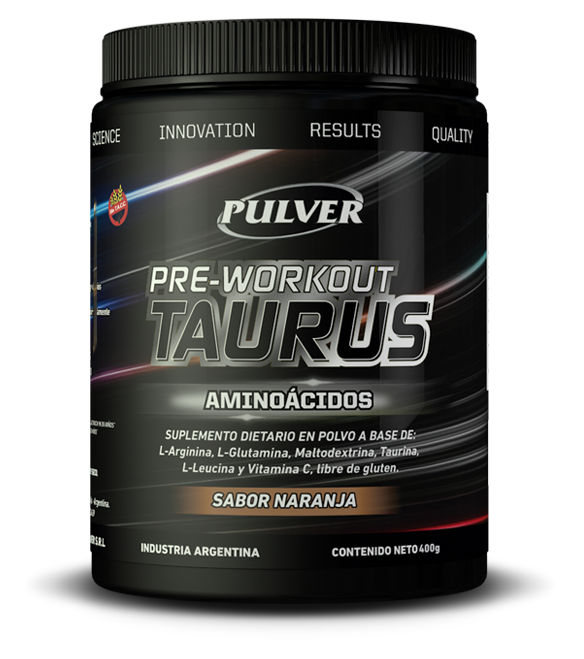 SCIENCE INNOVATION RESULTS QUALITY
PULVER
PRE-WORKOUT
TAURUS
AMINOÁCIDOS
SUPLEMENTO DIETARIO EN POLVO A BASE DE:
L-Arginina, L-Glutamina, Maltodextrina, Taurina,
L-Leucina y Vitamina C, libre de gluten.
SABOR NARANJA
INDUSTRIA ARGENTINA CONTENIDO NETO 400g